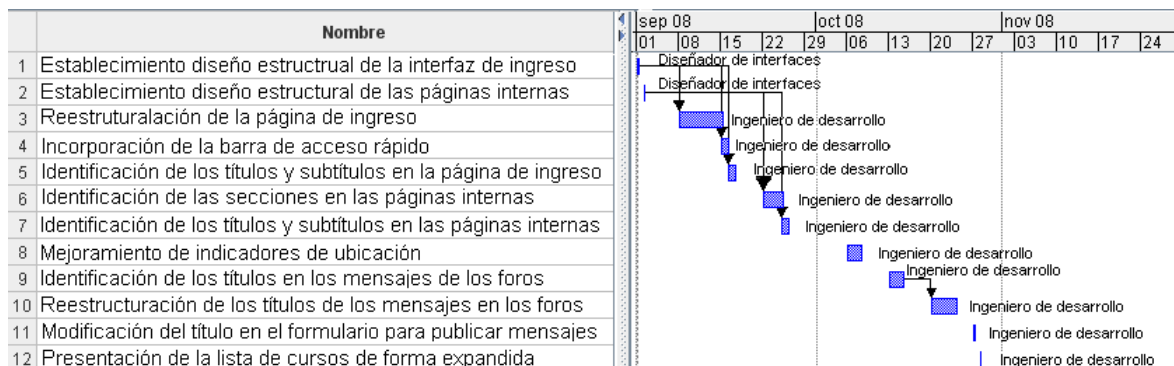 Nombre
sep 08 oct 08 nov 08
01 08 15 22 29 06 13 20 27 03 10 17 24
1 Establecimiento diseño estructrual de la interfaz de ingreso Diseñador de interfaces
2 Establecimiento diseño estructural de las páginas internas Diseñador de interfaces
3 Reestruturalación de la página de ingreso Ingeniero de desarrollo
4 Incorporación de la barra de acceso rápido Ingeniero de desarrollo
5 Identificación de los títulos y subtítulos en la página de ingreso Ingeniero de desarrollo
6 Identificación de las secciones en las páginas internas Ingeniero de desarrollo
7 Identificación de los títulos y subtítulos en las páginas internas Ingeniero de desarrollo
8 Mejoramiento de indicadores de ubicación Ingeniero de desarrollo
9 Identificación de los títulos en los mensajes de los foros Ingeniero de desarrollo
10 Reestructuración de los títulos de los mensajes en los foros Ingeniero de desarrollo
11 Modificación del título en el formulario para publicar mensajes Ingeniero de desarrollo
12 Presentación de la lista de cursos de forma expandida Ingeniero de desarrollo